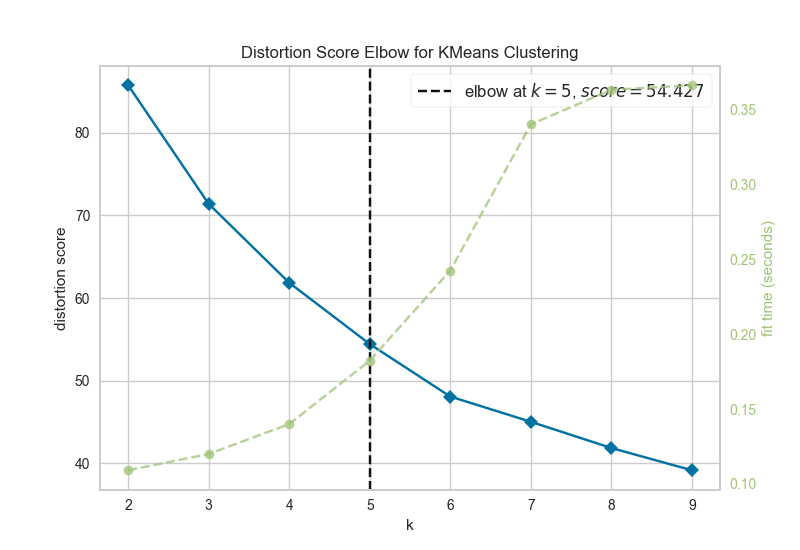 Distortion Score Elbow for KMeans Clustering
elbow at k = 5, score = 54.427
80
70
60
50
40
distortion score
0.35
0.30
0.25
0.20
0.15
0.10
fit time (seconds)
2 3 4 5 6 7 8 9
k